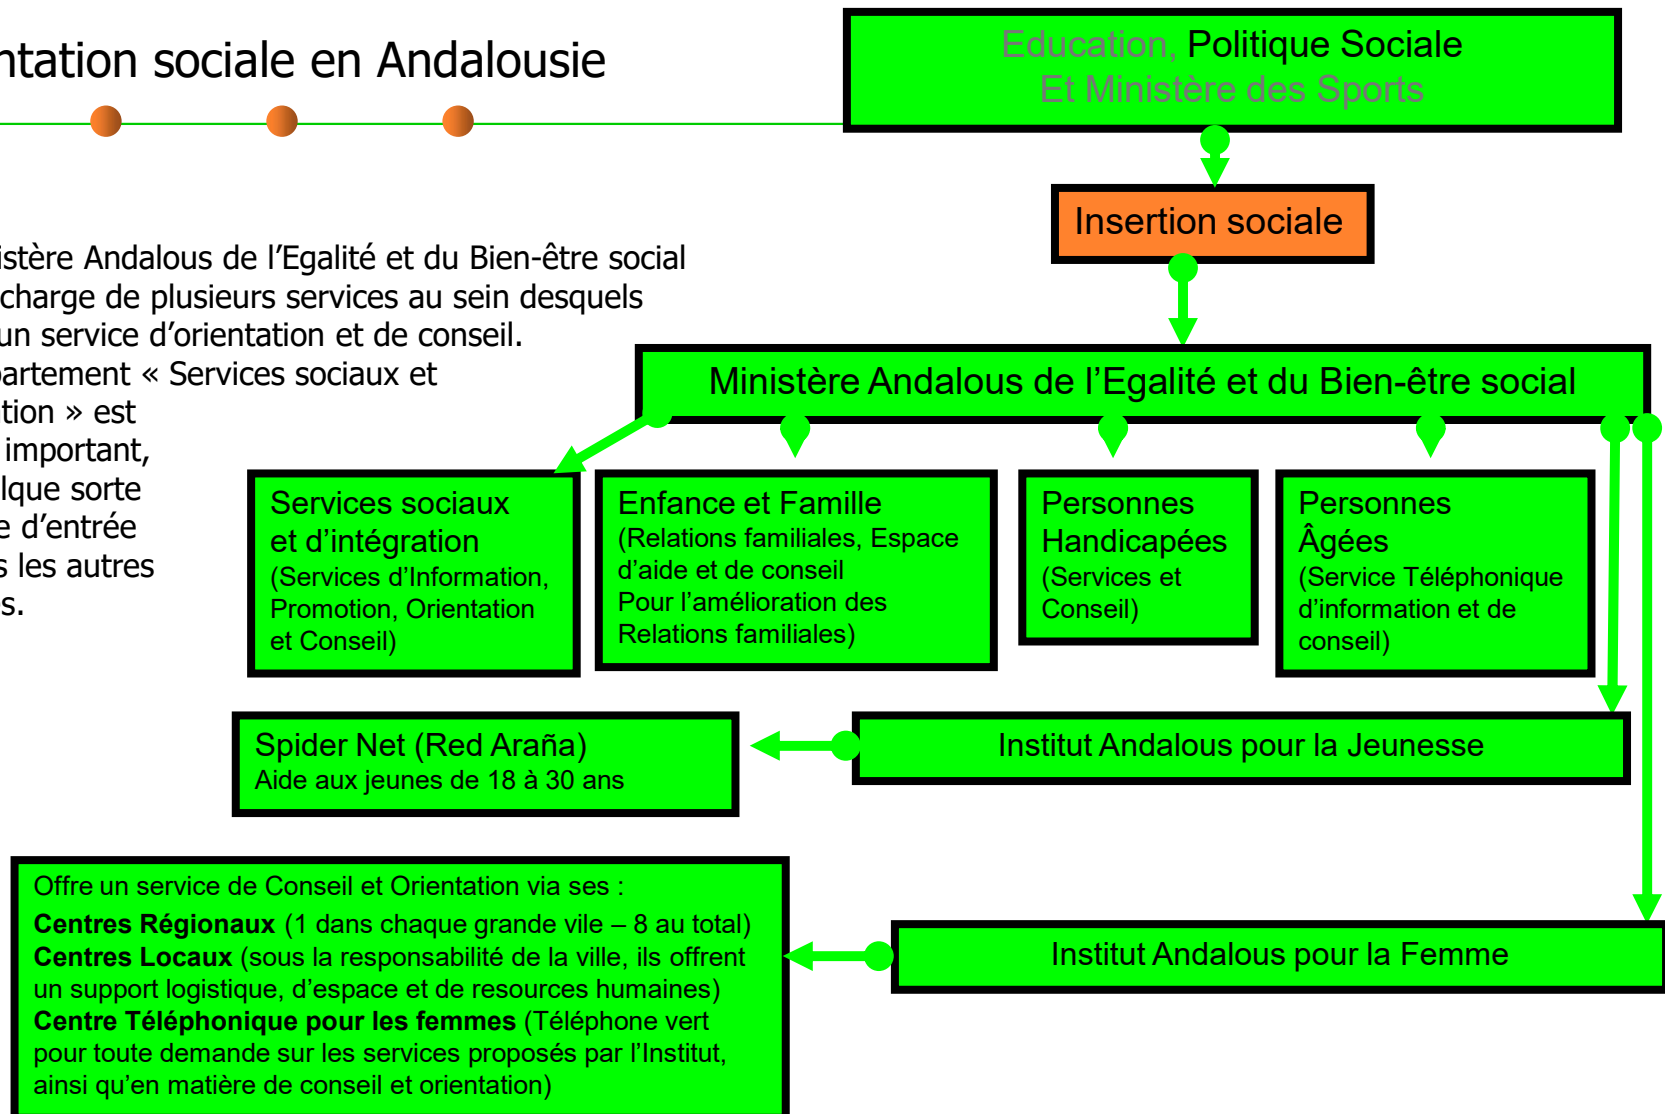 ntation sociale en Andalousie
Education, Politique Sociale
Et Ministère des Sports
Insertion sociale
istère Andalous de l’Egalité et du Bien-être social
charge de plusieurs services au sein desquels
un service d’orientation et de conseil.
partement « Services sociaux et
ation » est
important,
lque sorte
e d’entrée
s les autres
es.
Ministère Andalous de l’Egalité et du Bien-être social
Services sociaux
et d’intégration
(Services d’Information,
Promotion, Orientation
et Conseil)
Enfance et Famille
(Relations familiales, Espace
d’aide et de conseil
Pour l’amélioration des
Relations familiales)
Personnes
Handicapées
(Services et
Conseil)
Personnes
Âgées
(Service Téléphonique
d’information et de
conseil)
Spider Net (Red Araña)
Aide aux jeunes de 18 à 30 ans
Institut Andalous pour la Jeunesse
Offre un service de Conseil et Orientation via ses :
Centres Régionaux (1 dans chaque grande vile – 8 au total)
Centres Locaux (sous la responsabilité de la ville, ils offrent
un support logistique, d’espace et de resources humaines)
Centre Téléphonique pour les femmes (Téléphone vert
pour toute demande sur les services proposés par l’Institut,
ainsi qu’en matière de conseil et orientation)
Institut Andalous pour la Femme